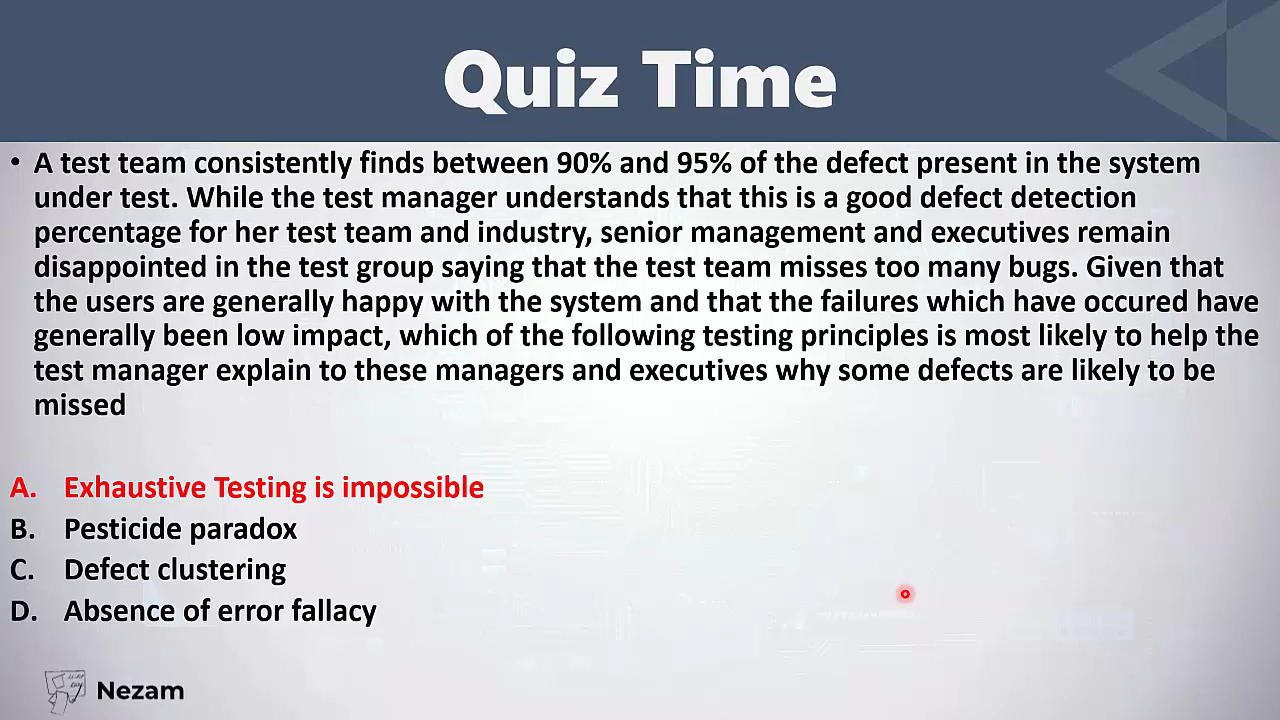 Quiz Time
• A test team consistently finds between 90% and 95% of the defect present in the system
under test. While the test manager understands that this is a good defect detection
percentage for her test team and industry, senior management and executives remain
disappointed in the test group saying that the test team misses too many bugs. Given that
the users are generally happy with the system and that the failures which have occured have
generally been low impact, which of the following testing principles is most likely to help the
test manager explain to these managers and executives why some defects are likely to be
missed
A. Exhaustive Testing is impossible
B. Pesticide paradox
C. Defect clustering
D. Absence of error fallacy
Nezam